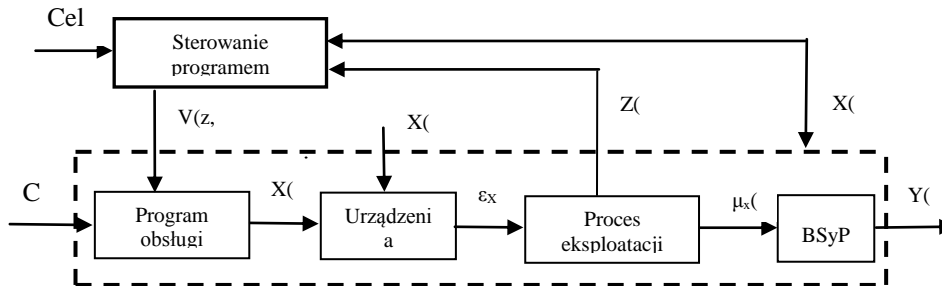 Cel
Sterowanie
programem
V(z,
X(
Z(
X(
C
Program
obsługi
X(
Urządzeni
a
εX
Proces
eksploatacji
μx(
BSyP
Y(